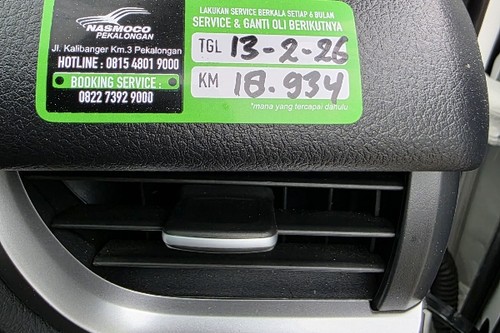 NASMOCO
PEKALONGAN
Jl. Kalibanger Km.3 Pekalongan
HOTLINE : 0815 4801 9000
BOOKING SERVICE :
0822 7392 9000
LAKUKAN SERVICE BERKALA SETIAP 6 BULAN
SERVICE & GANTI OLI BERIKUTNYA
TGL 13-2-26
KM 18.934
*mana yang tercapai dahulu